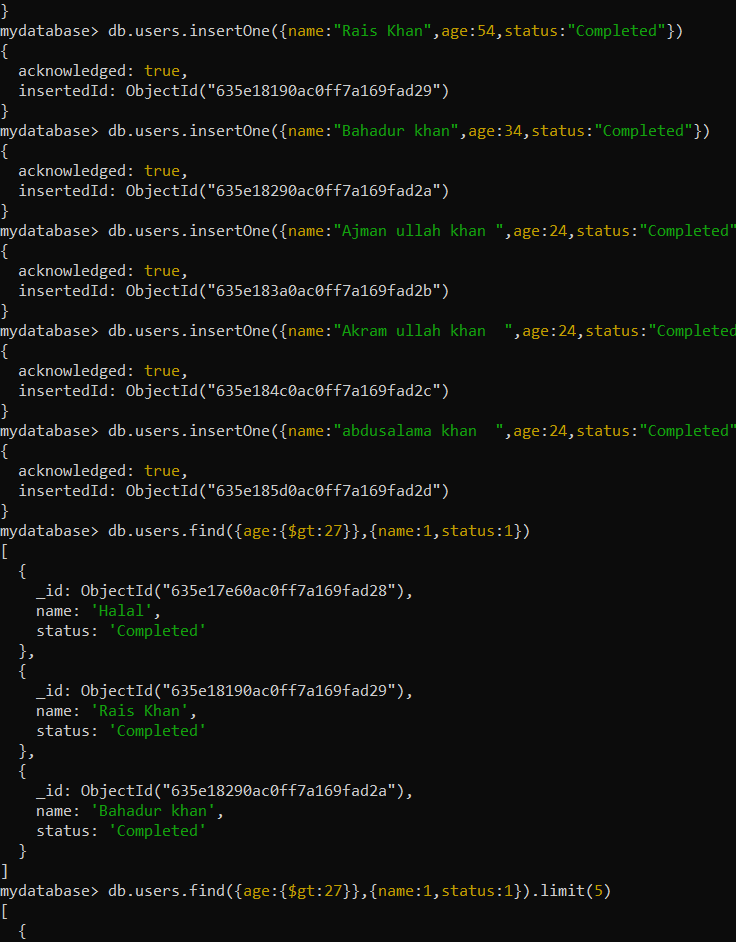 }
mydatabase> db.users.insertOne({name:"Rais Khan",age:54,status:"Completed"})
{
  acknowledged: true,
  insertedId: ObjectId("635e18190ac0ff7a169fad29")
}
mydatabase> db.users.insertOne({name:"Bahadur khan",age:34,status:"Completed"})
{
  acknowledged: true,
  insertedId: ObjectId("635e18290ac0ff7a169fad2a")
}
mydatabase> db.users.insertOne({name:"Ajman ullah khan ",age:24,status:"Completed"
{
  acknowledged: true,
  insertedId: ObjectId("635e183a0ac0ff7a169fad2b")
}
mydatabase> db.users.insertOne({name:"Akram ullah khan  ",age:24,status:"Completed
{
  acknowledged: true,
  insertedId: ObjectId("635e184c0ac0ff7a169fad2c")
}
mydatabase> db.users.insertOne({name:"abdusalama khan  ",age:24,status:"Completed"
{
  acknowledged: true,
  insertedId: ObjectId("635e185d0ac0ff7a169fad2d")
}
mydatabase> db.users.find({age:{$gt:27}},{name:1,status:1})
[
  {
    _id: ObjectId("635e17e60ac0ff7a169fad28"),
    name: 'Halal',
    status: 'Completed'
  },
  {
    _id: ObjectId("635e18190ac0ff7a169fad29"),
    name: 'Rais Khan',
    status: 'Completed'
  },
  {
    _id: ObjectId("635e18290ac0ff7a169fad2a"),
    name: 'Bahadur khan',
    status: 'Completed'
  }
]
mydatabase> db.users.find({age:{$gt:27}},{name:1,status:1}).limit(5)
[
  {